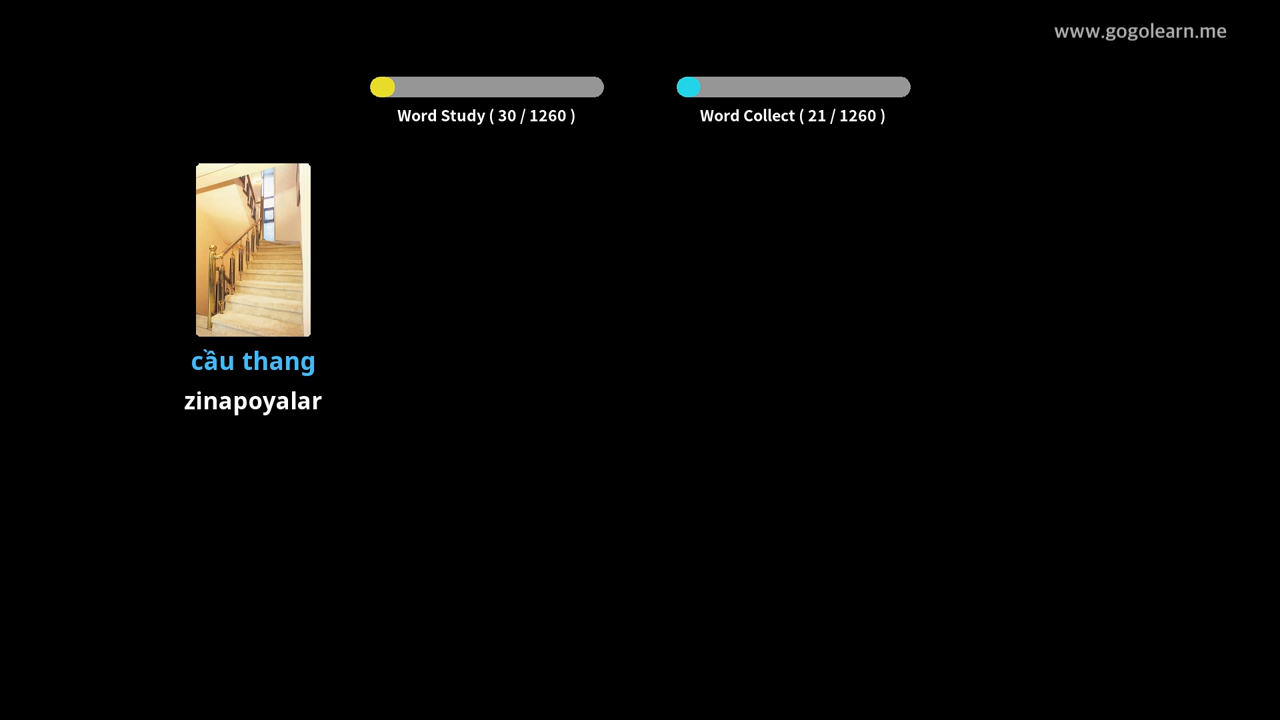 www.gogolearn.me
Word Study ( 30 / 1260 )
Word Collect ( 21 / 1260 )
cầu thang
zinapoyalar